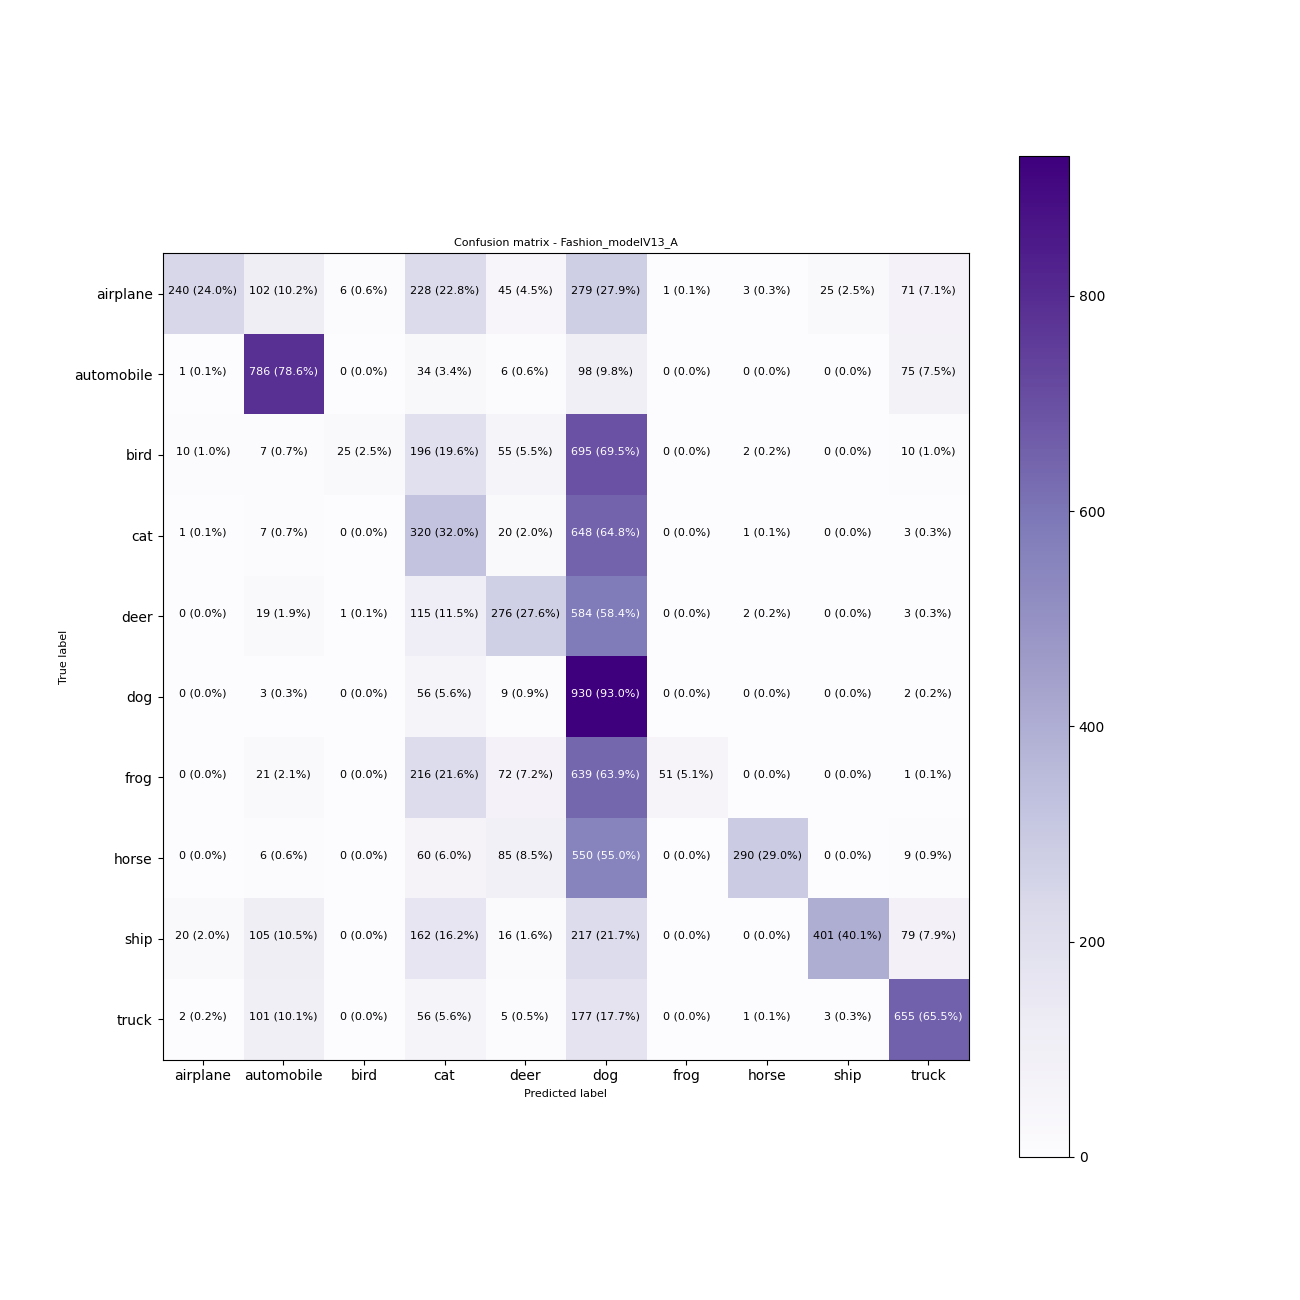 Confusion matrix - Fashion_modelV13_A
airplane 240 (24.0%) 102 (10.2%) 6 (0.6%) 228 (22.8%) 45 (4.5%) 279 (27.9%) 1 (0.1%) 3 (0.3%) 25 (2.5%) 71 (7.1%)
automobile 1 (0.1%) 786 (78.6%) 0 (0.0%) 34 (3.4%) 6 (0.6%) 98 (9.8%) 0 (0.0%) 0 (0.0%) 0 (0.0%) 75 (7.5%)
bird 10 (1.0%) 7 (0.7%) 25 (2.5%) 196 (19.6%) 55 (5.5%) 695 (69.5%) 0 (0.0%) 2 (0.2%) 0 (0.0%) 10 (1.0%)
cat 1 (0.1%) 7 (0.7%) 0 (0.0%) 320 (32.0%) 20 (2.0%) 648 (64.8%) 0 (0.0%) 1 (0.1%) 0 (0.0%) 3 (0.3%)
deer 0 (0.0%) 19 (1.9%) 1 (0.1%) 115 (11.5%) 276 (27.6%) 584 (58.4%) 0 (0.0%) 2 (0.2%) 0 (0.0%) 3 (0.3%)
dog 0 (0.0%) 3 (0.3%) 0 (0.0%) 56 (5.6%) 9 (0.9%) 930 (93.0%) 0 (0.0%) 0 (0.0%) 0 (0.0%) 2 (0.2%)
frog 0 (0.0%) 21 (2.1%) 0 (0.0%) 216 (21.6%) 72 (7.2%) 639 (63.9%) 51 (5.1%) 0 (0.0%) 0 (0.0%) 1 (0.1%)
horse 0 (0.0%) 6 (0.6%) 0 (0.0%) 60 (6.0%) 85 (8.5%) 550 (55.0%) 0 (0.0%) 290 (29.0%) 0 (0.0%) 9 (0.9%)
ship 20 (2.0%) 105 (10.5%) 0 (0.0%) 162 (16.2%) 16 (1.6%) 217 (21.7%) 0 (0.0%) 0 (0.0%) 401 (40.1%) 79 (7.9%)
truck 2 (0.2%) 101 (10.1%) 0 (0.0%) 56 (5.6%) 5 (0.5%) 177 (17.7%) 0 (0.0%) 1 (0.1%) 3 (0.3%) 655 (65.5%)
airplane automobile bird cat deer dog frog horse ship truck
Predicted label
True label
800
600
400
200
0